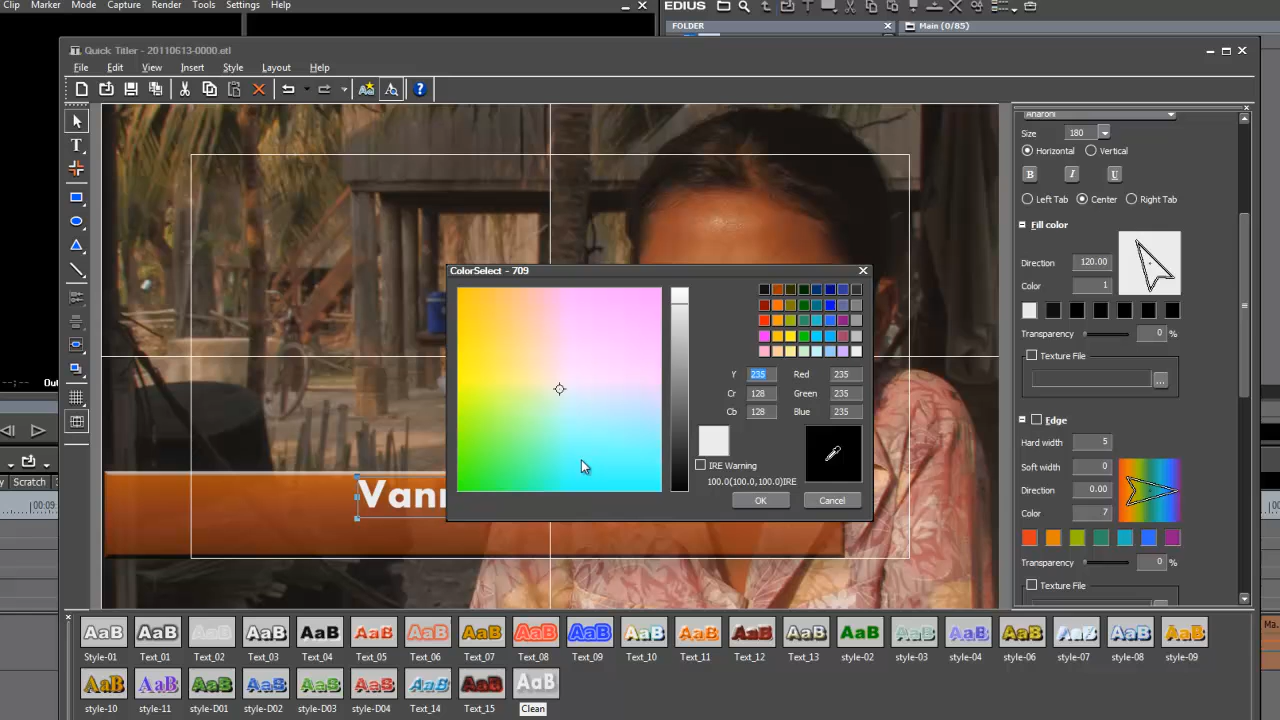 Clip Marker Mode Capture Render Tools Settings Help
EDIUS
FOLDER
Main (0/85)
Quick Titler - 20110613-0000.etl
File Edit View Insert Style Layout Help
Size 180
Horizontal Vertical
B I U
Left Tab Center Right Tab
Fill color
Direction 120.00
Color 1
Transparency 0 %
Texture File
...
Edge
Hard width 5
Soft width 0
Direction 0.00
Color 7
Transparency 0 %
Texture File
ColorSelect - 709
Y 235 Red 235
Cr 128 Green 235
Cb 128 Blue 235
IRE Warning
100.0(100.0,100.0)IRE
OK Cancel
Scratch
00:09
T
AaB AaB AaB AaB AaB AaB AaB AaB AaB AaB AaB AaB AaB AaB AaB AaB AaB AaB AaB AaB AaB
Style-01 Text_01 Text_02 Text_03 Text_04 Text_05 Text_06 Text_07 Text_08 Text_09 Text_10 Text_11 Text_12 Text_13 style-02 style-03 style-04 style-06 style-07 style-08 style-09
AaB AaB AaB AaB AaB AaB AaB AaB AaB
style-10 style-11 style-D01 style-D02 style-D03 style-D04 Text_14 Text_15 Clean
Ma.